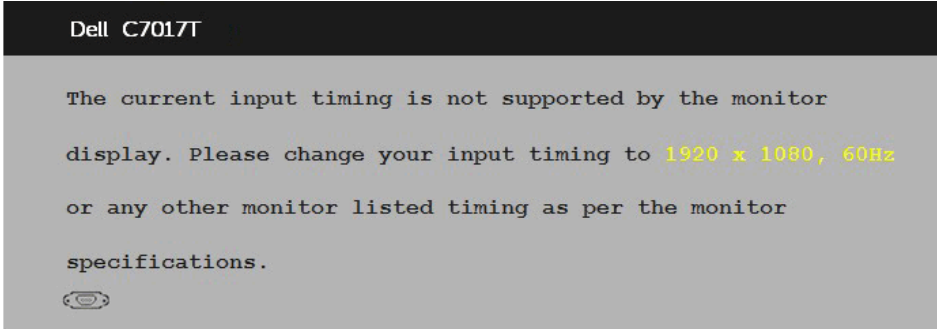 Dell C7017T
The current input timing is not supported by the monitor
display. Please change your input timing to 1920 x 1080, 60Hz
or any other monitor listed timing as per the monitor
specifications.